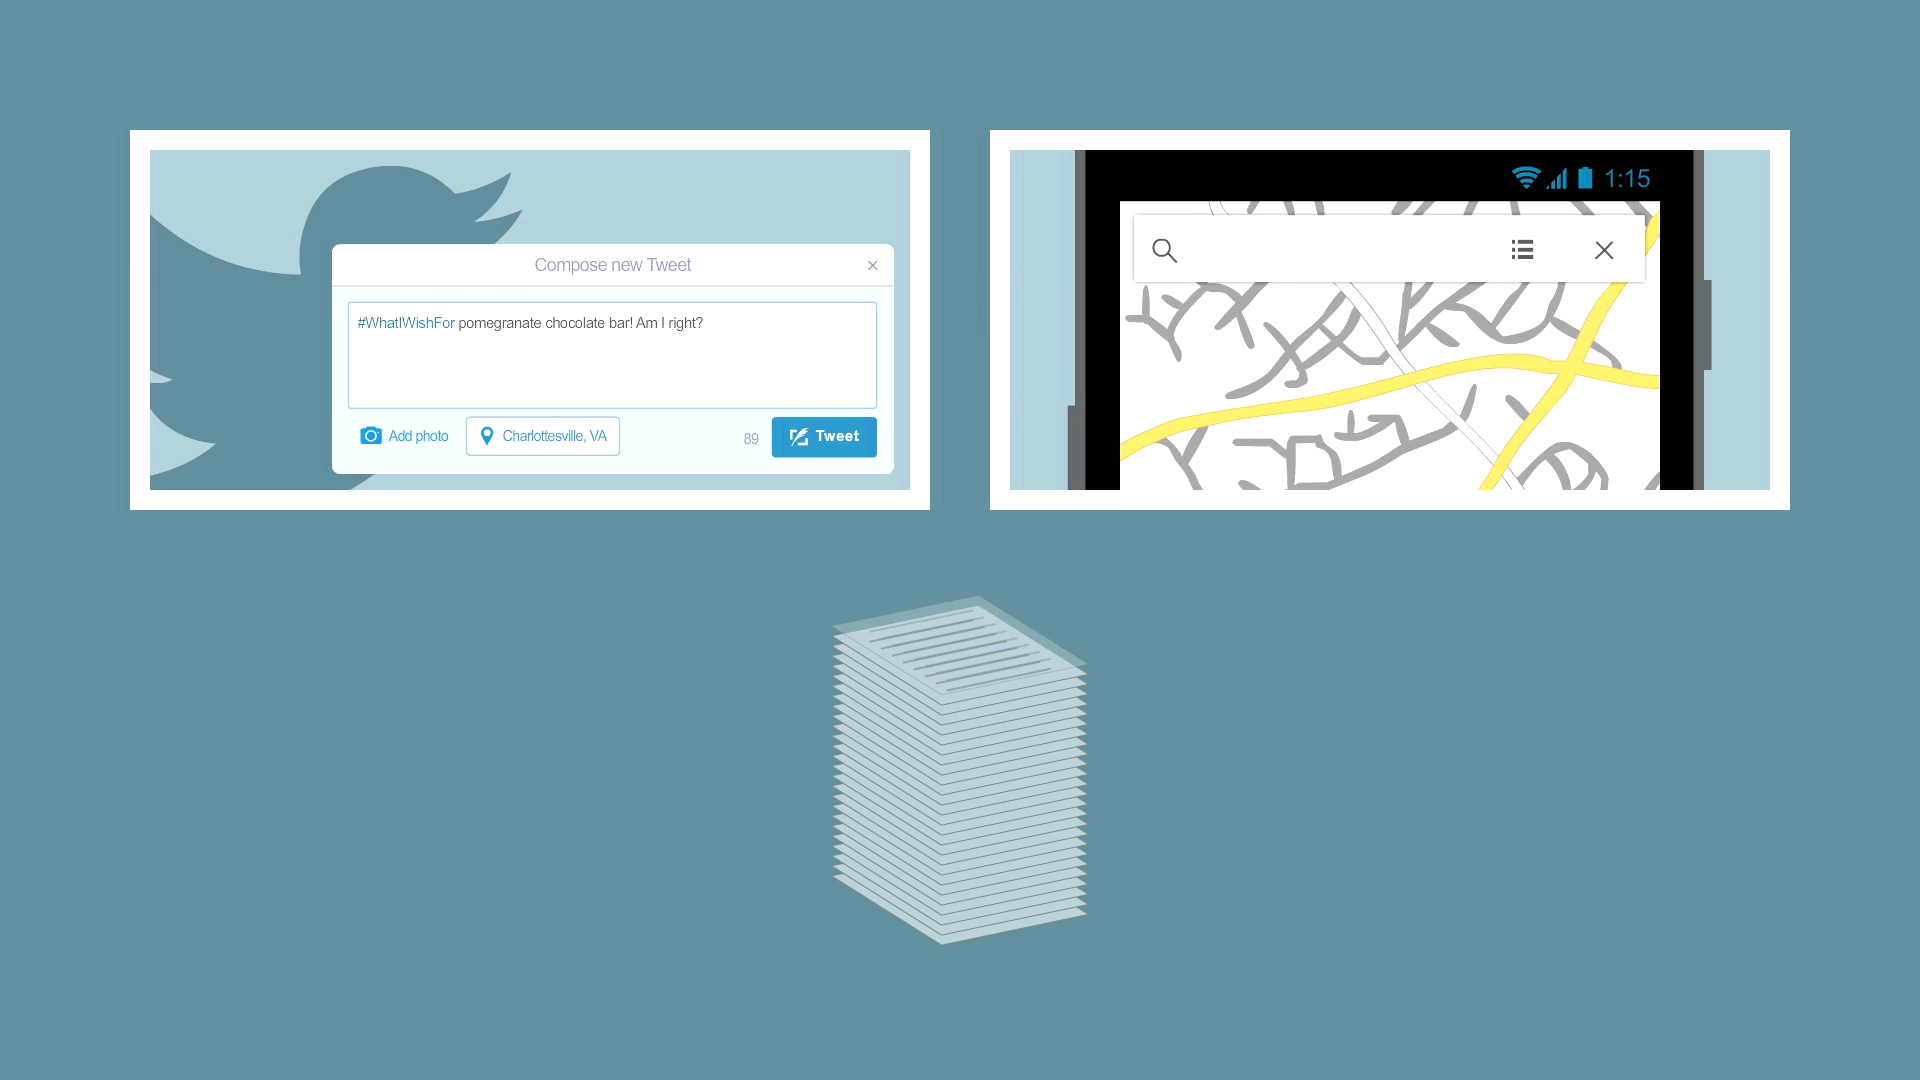 Compose new Tweet
#WhatIWishFor pomegranate chocolate bar! Am I right?
Add photo
Charlottesville, VA
89
Tweet
1:15